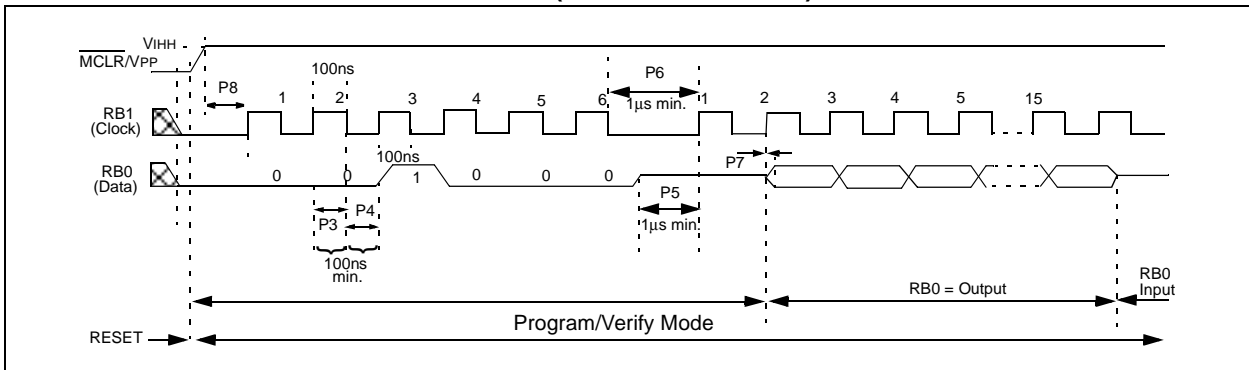 VIHH
MCLR/VPP
100ns
P8
P6
1µs min.
1 2 3 4 5 6 1 2 3 4 5 15
RB1
(Clock)
RB0
(Data)
100ns
P7
0 0 1 0 0 0
P3 P4
P5
1µs min.
100ns
min.
RB0 = Output
RB0
Input
Program/Verify Mode
RESET